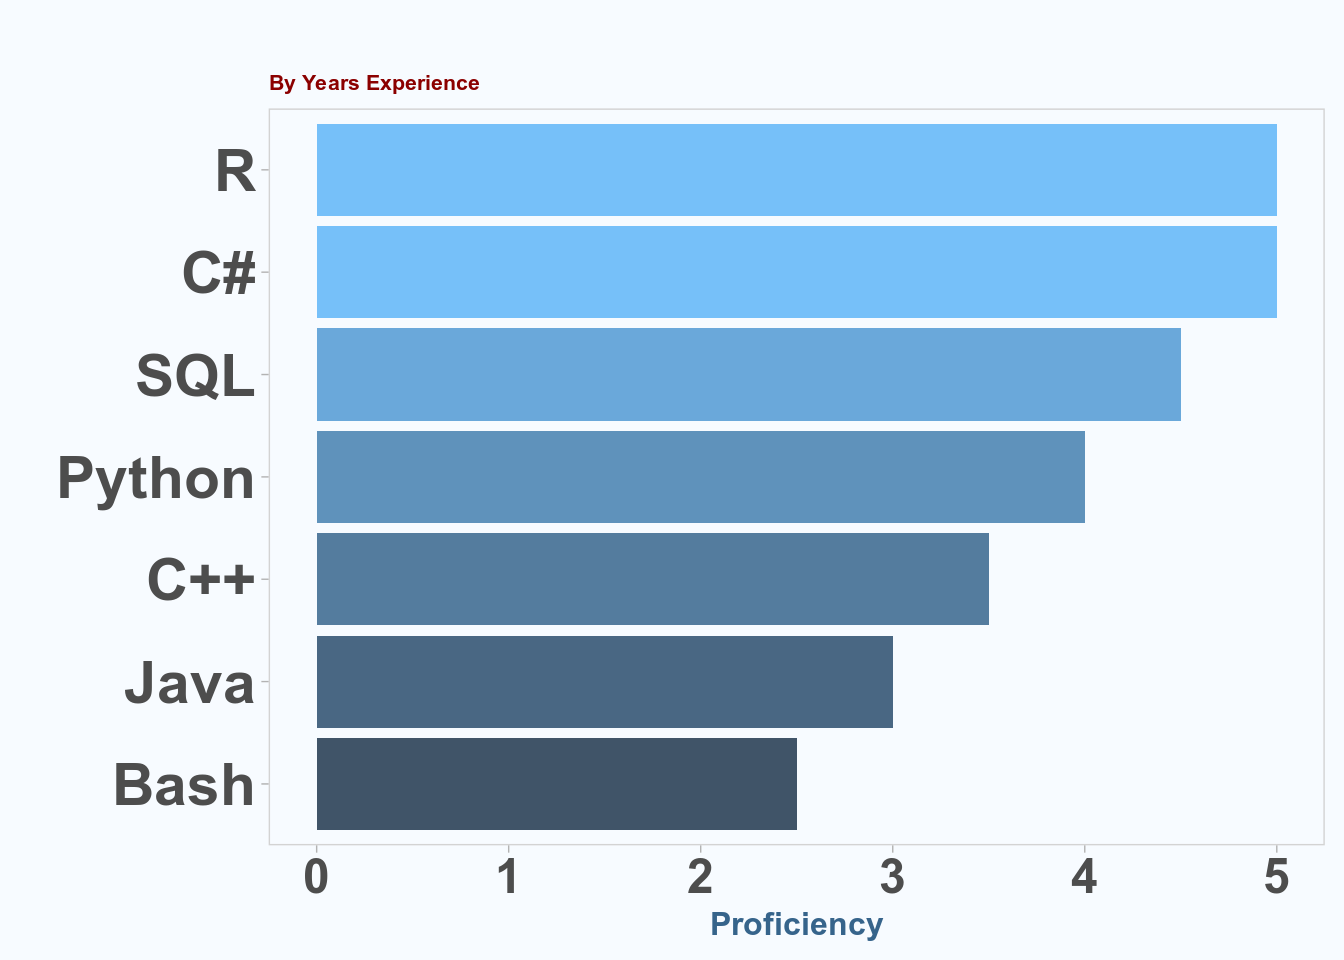 By Years Experience
R
C#
SQL
Python
C++
Java
Bash
0 1 2 3 4 5
Proficiency